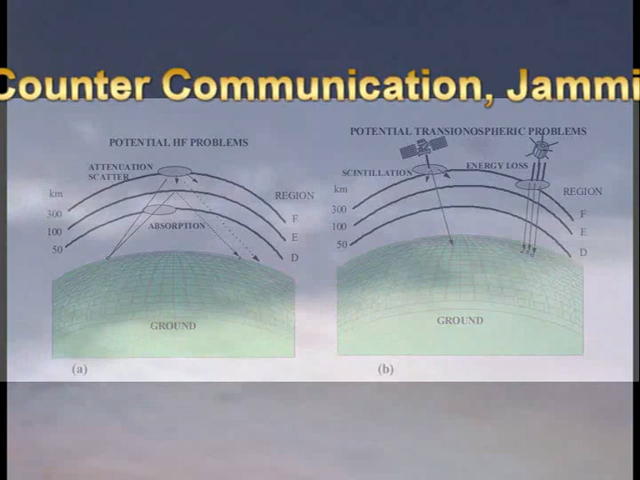 Counter Communication, Jammi
POTENTIAL HF PROBLEMS
ATTENUATION
SCATTER
km
300
100
50
REGION
F
E
D
ABSORPTION
GROUND
(a)
POTENTIAL TRANSIONOSPHERIC PROBLEMS
SCINTILLATION
ENERGY LOSS
km
300
100
50
REGION
F
E
D
GROUND
(b)